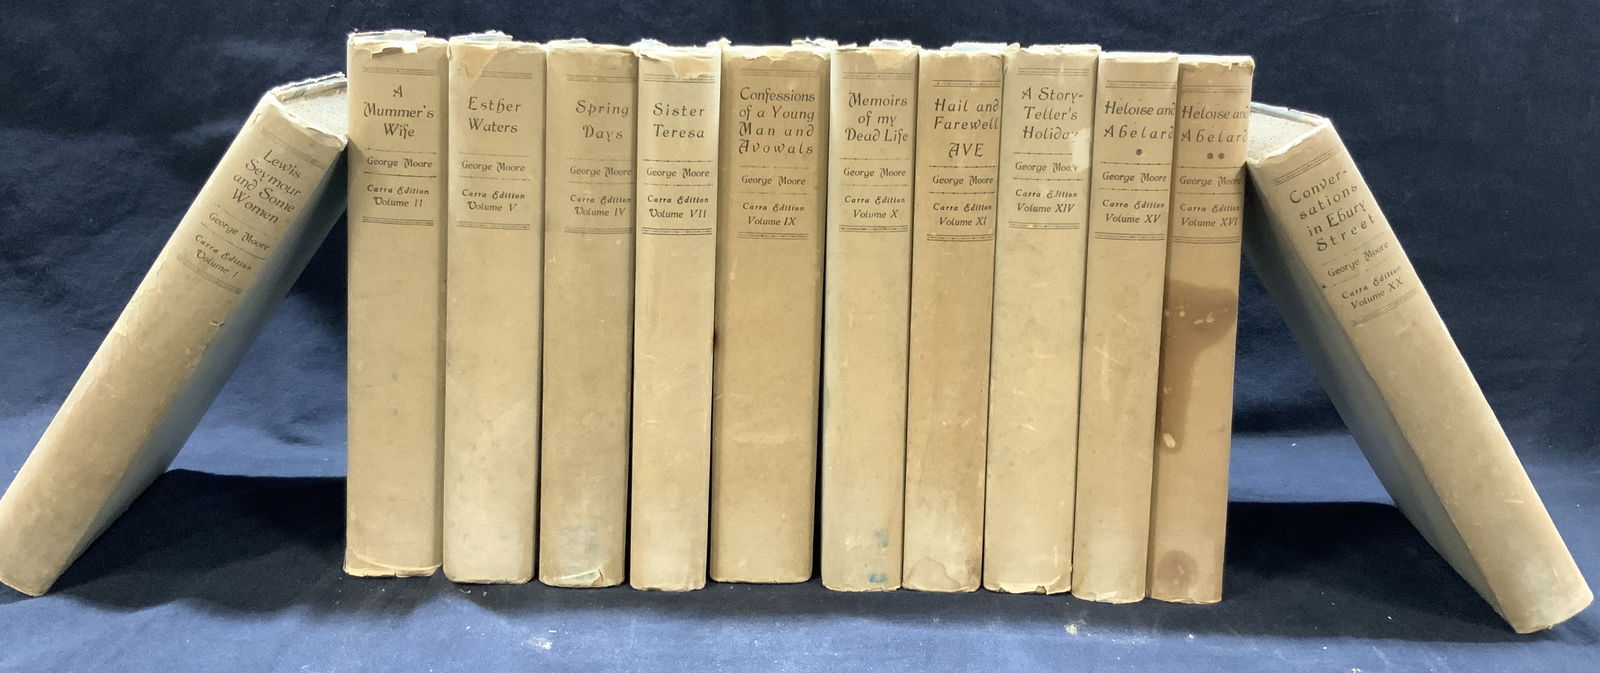 Lewis
Seymour
and Some
Women
George Moore
Carra Edition
Volume I
A
Mummer's
Wife
George Moore
Carra Edition
Volume II
Esther
Waters
George Moore
Carra Edition
Volume V
Spring
Days
George Moore
Carra Edition
Volume IV
Sister
Teresa
George Moore
Carra Edition
Volume VII
Confessions
of a Young
Man and
Avowals
George Moore
Carra Edition
Volume IX
Memoirs
of my
Dead Life
George Moore
Carra Edition
Volume X
Hail and
Farewell
AVE
George Moore
Carra Edition
Volume XI
A Story-
Teller's
Holiday
George Moore
Carra Edition
Volume XIV
Heloise and
Abélard
*
George Moore
Carra Edition
Volume XV
Heloise and
Abélard
**
George Moore
Carra Edition
Volume XVI
Conver-
sations
in Ebury
Street
George Moore
Carra Edition
Volume XX